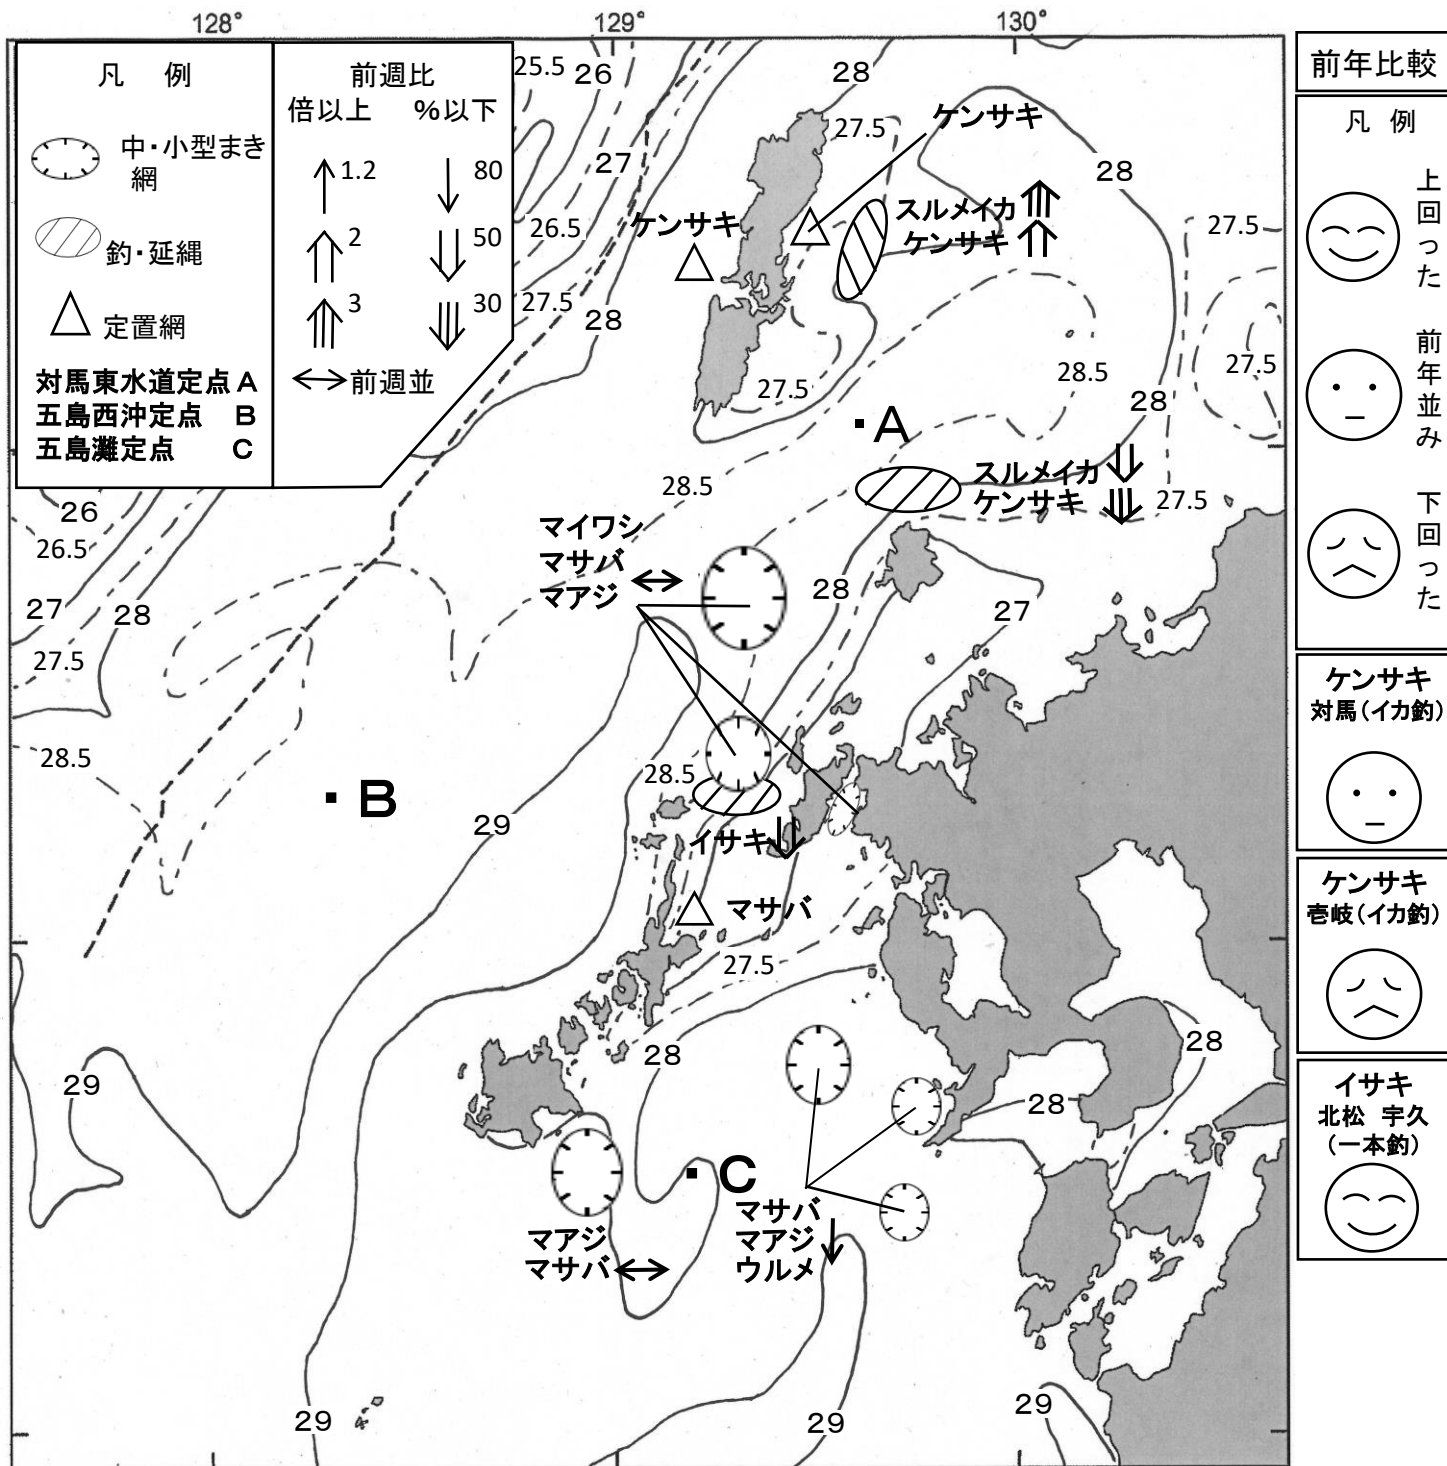 128°
129°
130°
凡 例
中・小型まき
網
釣・延縄
定置網
対馬東水道定点 A
五島西沖定点 B
五島灘定点 C
前週比
倍以上 %以下
1.2 80
2 50
3 30
前週並
25.5
26
27
26.5
27.5
28
28
27.5
ケンサキ
28
ケンサキ
スルメイカ
ケンサキ
27.5
27.5
28.5
27.5
28
A
スルメイカ
ケンサキ
27.5
28.5
26
26.5
27
28
27.5
マイワシ
マサバ
マアジ
28
27
28.5
B
29
28.5
イサキ
マサバ
27.5
28
28
29
28
C
マアジ
マサバ
マサバ
マアジ
ウルメ
29
29
29
前年比較
凡 例
上回った
前年並み
下回った
ケンサキ
対馬(イカ釣)
ケンサキ
壱岐(イカ釣)
イサキ
北松 宇久
(一本釣)